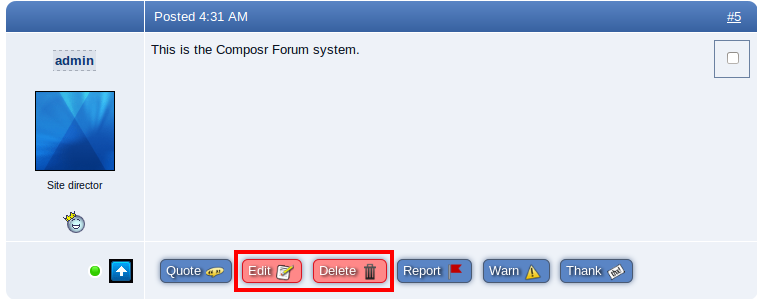 Posted 4:31 AM #5
admin
This is the Composr Forum system.
Site director
Quote Edit Delete Report Warn Thank